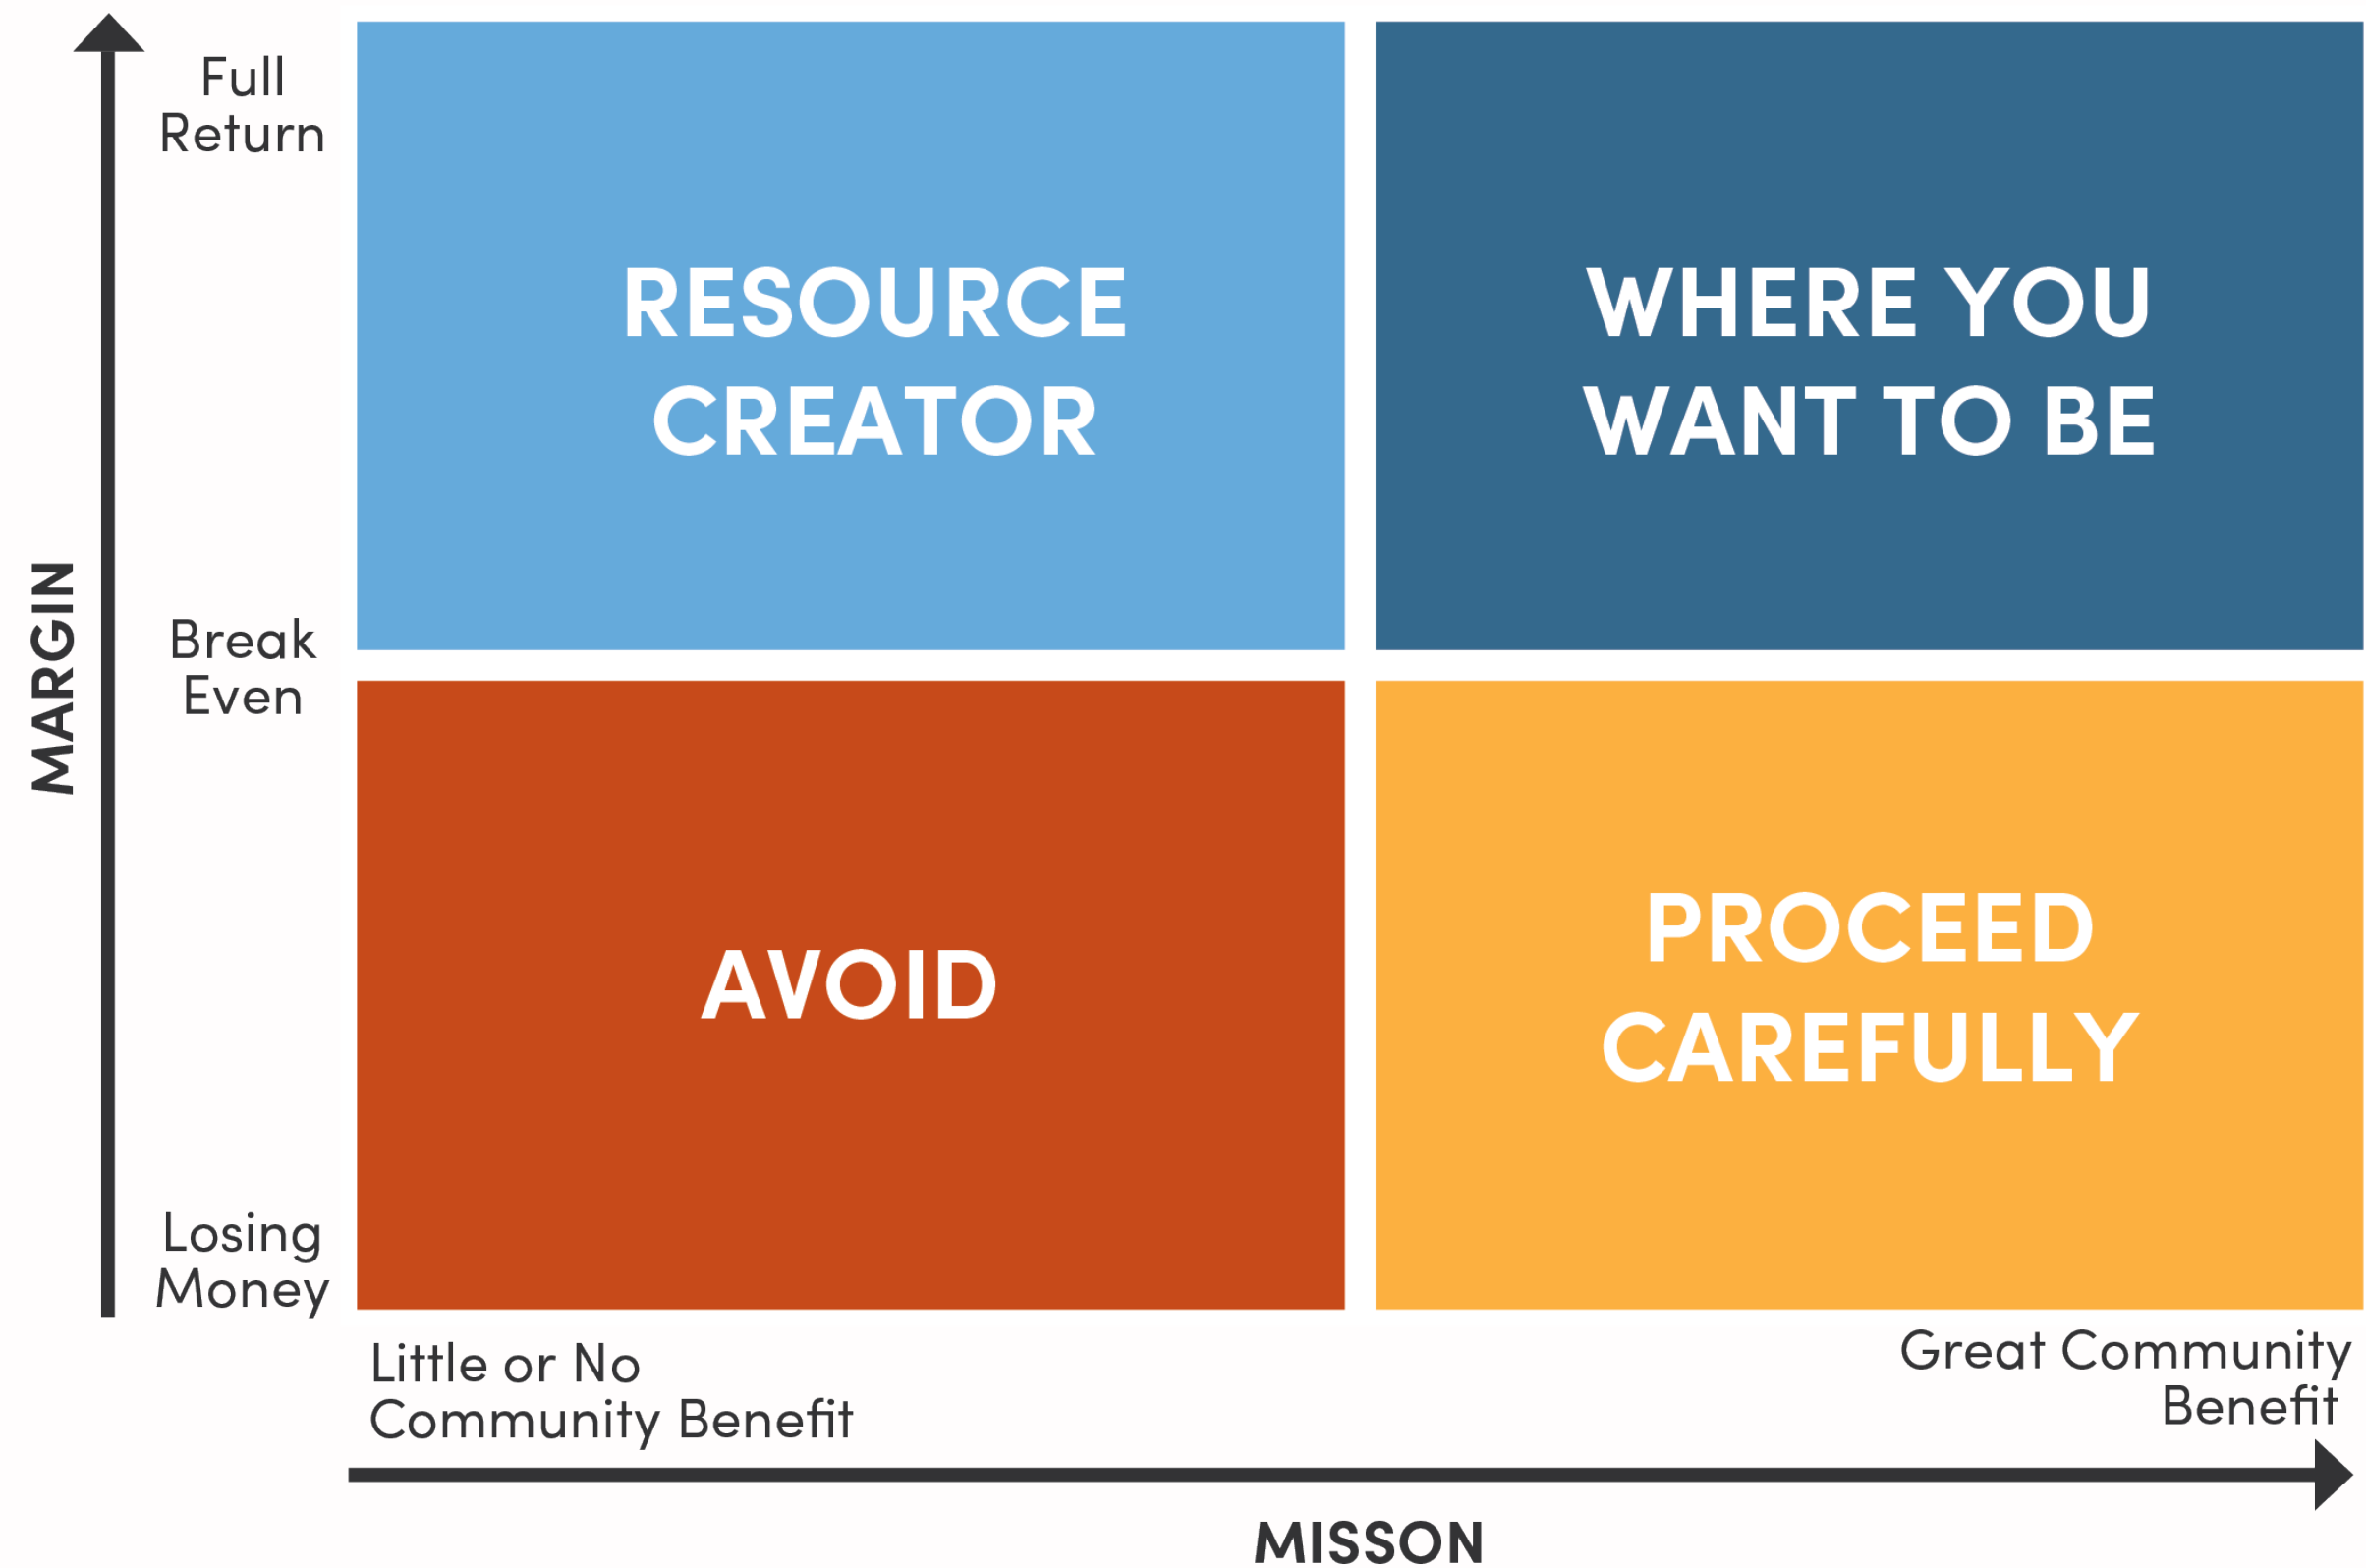 Full
Return
RESOURCE
CREATOR
WHERE YOU
WANT TO BE
MARGIN
Break
Even
AVOID
PROCEED
CAREFULLY
Losing
Money
Little or No
Community Benefit
Great Community
Benefit
MISSON